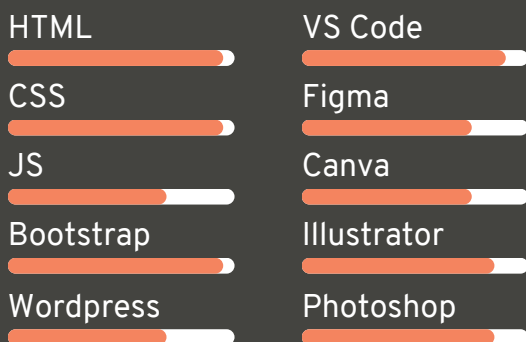 HTML
CSS
JS
Bootstrap
Wordpress
VS Code
Figma
Canva
Illustrator
Photoshop